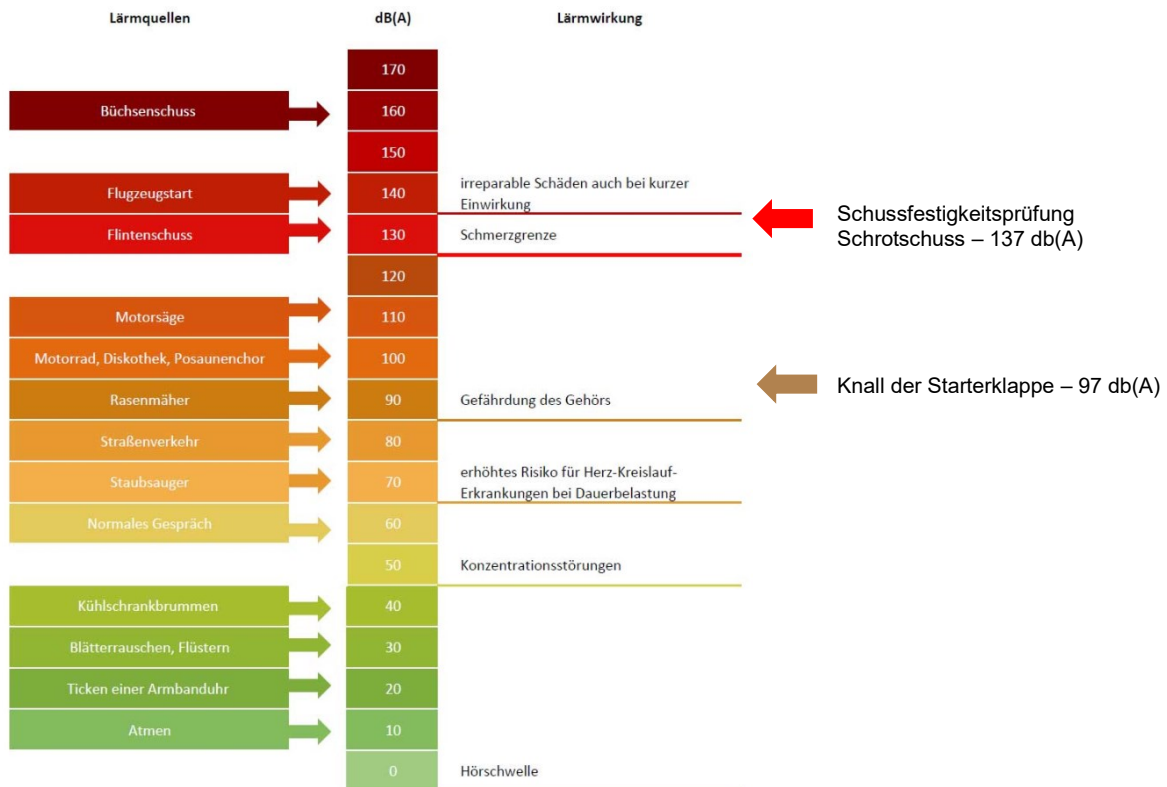 Lärmquellen dB(A) Lärmwirkung
170
Büchsenschuss 160
150
Flugzeugstart 140 irreparable Schäden auch bei kurzer
Einwirkung
Schussfestigkeitsprüfung
Schrotschuss – 137 db(A)
Flintenschuss 130 Schmerzgrenze
120
Motorsäge 110
Motorrad, Diskothek, Posaunenchor 100
Knall der Starterklappe – 97 db(A)
Rasenmäher 90 Gefährdung des Gehörs
Straßenverkehr 80
Staubsauger 70 erhöhtes Risiko für Herz-Kreislauf-
Erkrankungen bei Dauerbelastung
Normales Gespräch 60
50 Konzentrationsstörungen
Kühlschrankbrummen 40
Blätterrauschen, Flüstern 30
Ticken einer Armbanduhr 20
Atmen 10
0 Hörschwelle